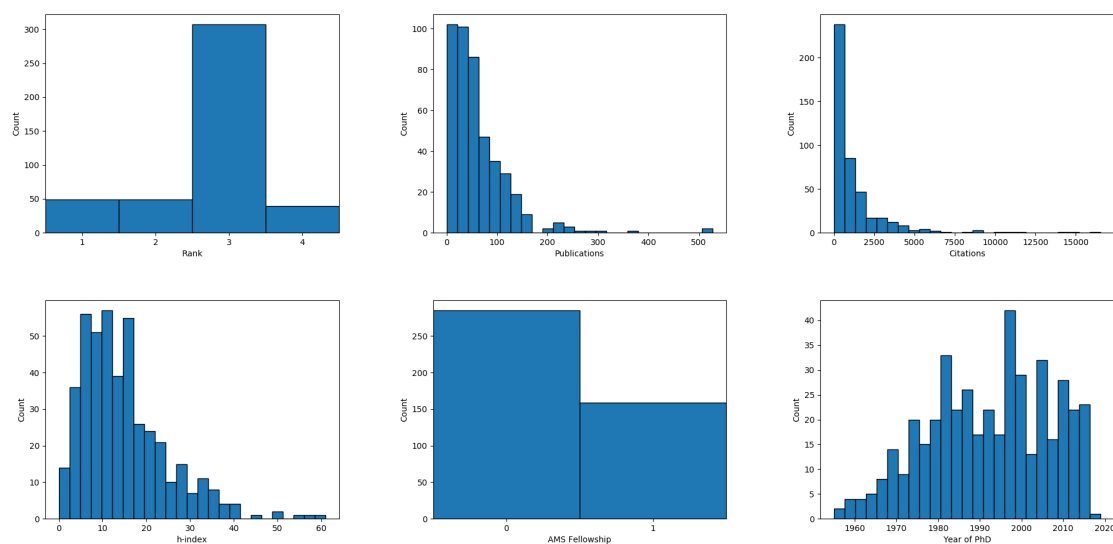 300
250
200
150
100
50
0
Count
1 2 3 4
Rank
100
80
60
40
20
0
Count
0 100 200 300 400 500
Publications
200
150
100
50
0
Count
0 2500 5000 7500 10000 12500 15000
Citations
50
40
30
20
10
0
Count
0 10 20 30 40 50 60
h-index
250
200
150
100
50
0
Count
0 1
AMS Fellowship
40
35
30
25
20
15
10
5
0
Count
1960 1970 1980 1990 2000 2010 2020
Year of PhD